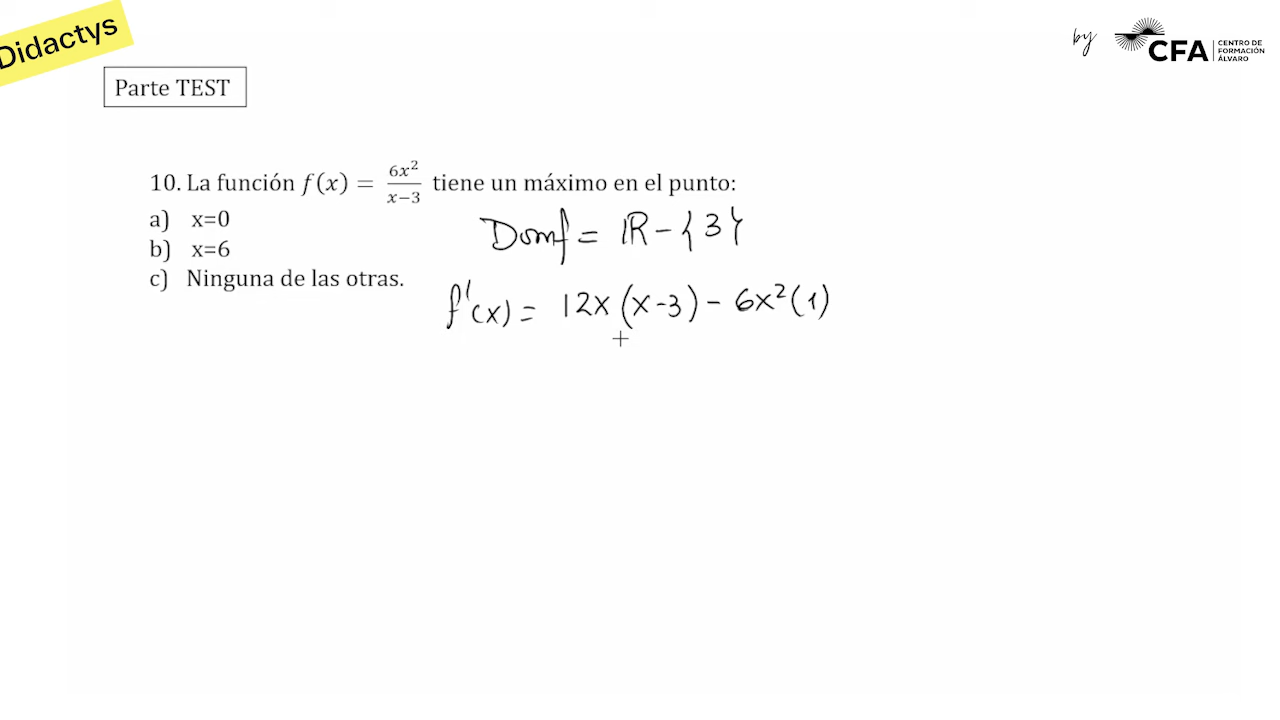 Didactys
by CFA CENTRO DE FORMACIÓN ÁLVARO
Parte TEST
10. La función f(x) = 6x²/(x−3) tiene un máximo en el punto:
a) x=0
b) x=6
c) Ninguna de las otras.
Domf = ℝ - {3}
f'(x) = 12x (x-3) - 6x² (1)